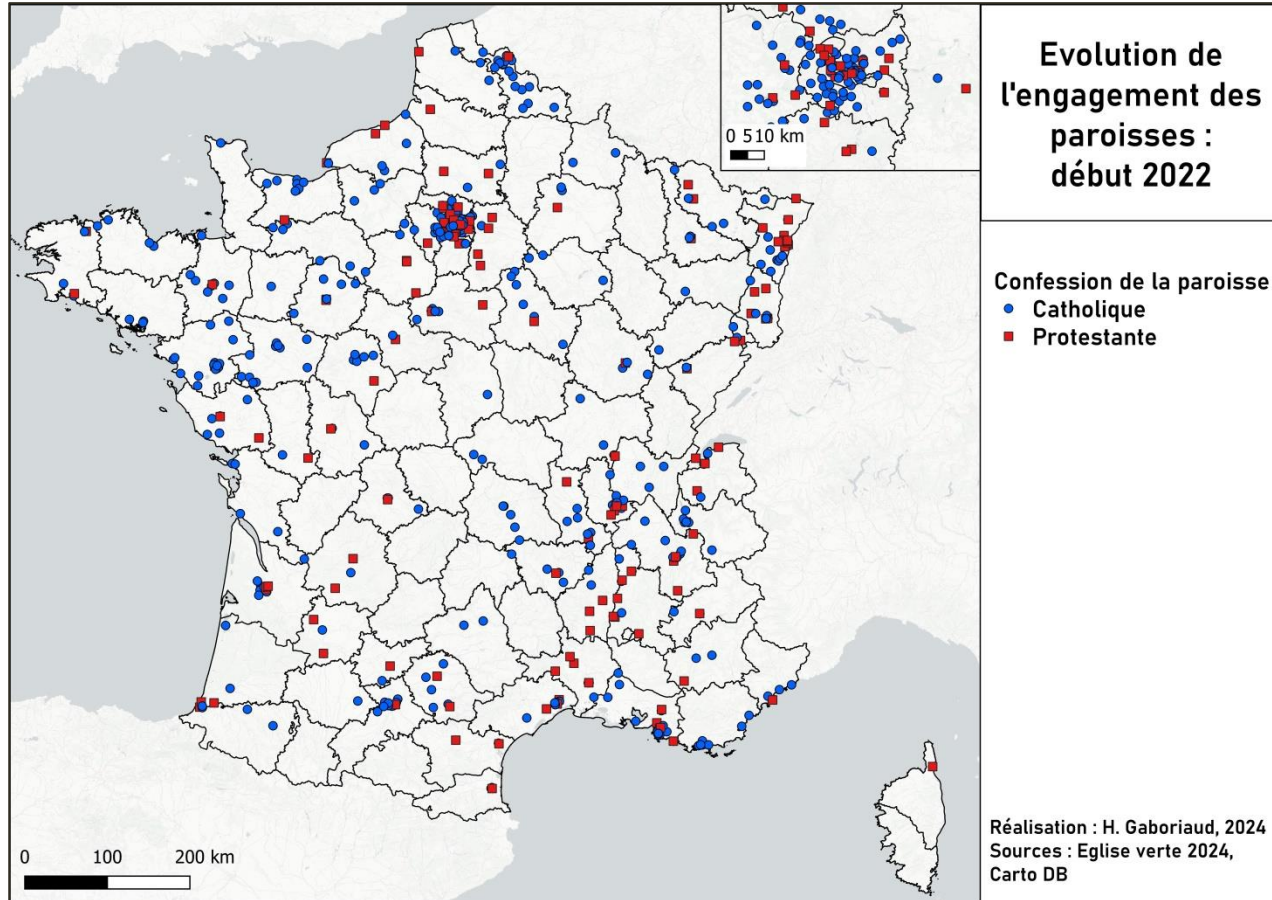 Evolution de
l'engagement des
paroisses :
début 2022
Confession de la paroisse
Catholique
Protestante
0 510 km
0 100 200 km
Réalisation : H. Gaboriaud, 2024
Sources : Eglise verte 2024,
Carto DB